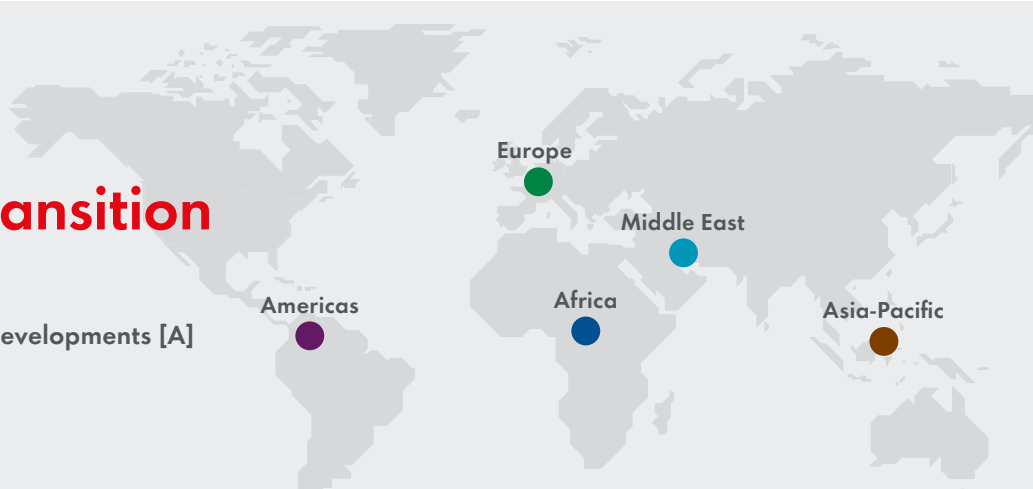 Europe
ansition
Middle East
Africa
Americas
Asia-Pacific
evelopments [A]